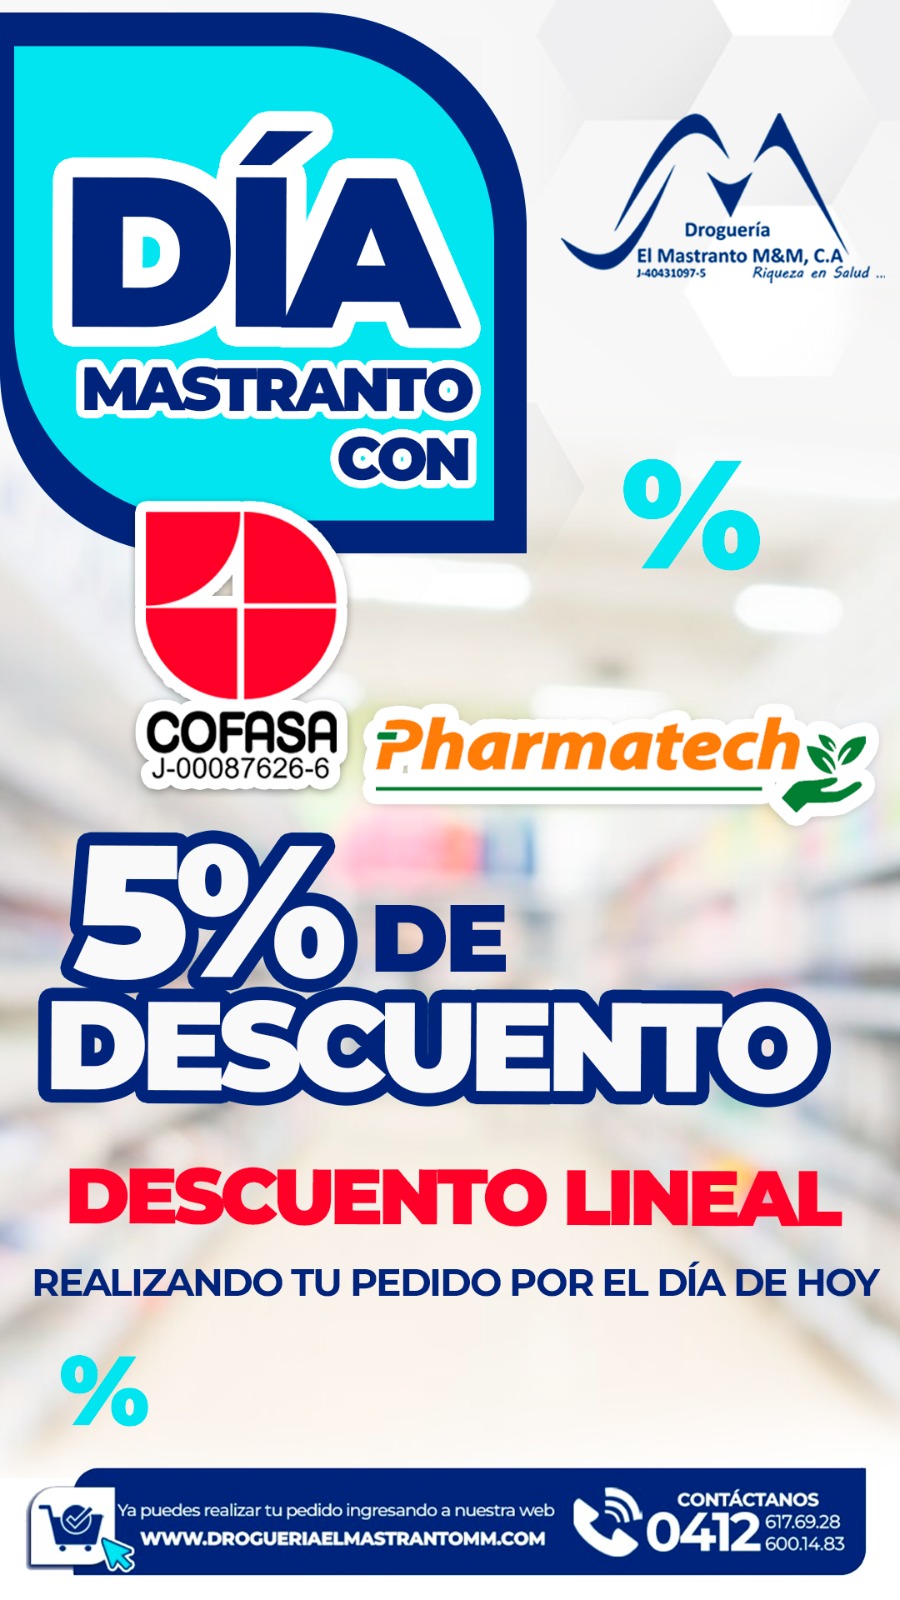 DÍA
MASTRANTO
CON
Droguería
El Mastranto M&M, C.A
J-40431097-5 Riqueza en Salud ...
%
COFASA
J-00087626-6
Pharmatech
5% DE
DESCUENTO
DESCUENTO LINEAL
REALIZANDO TU PEDIDO POR EL DÍA DE HOY
%
Ya puedes realizar tu pedido ingresando a nuestra web
WWW.DROGUERIAELMASTRANTOMM.COM
CONTÁCTANOS
0412 617.69.28
600.14.83